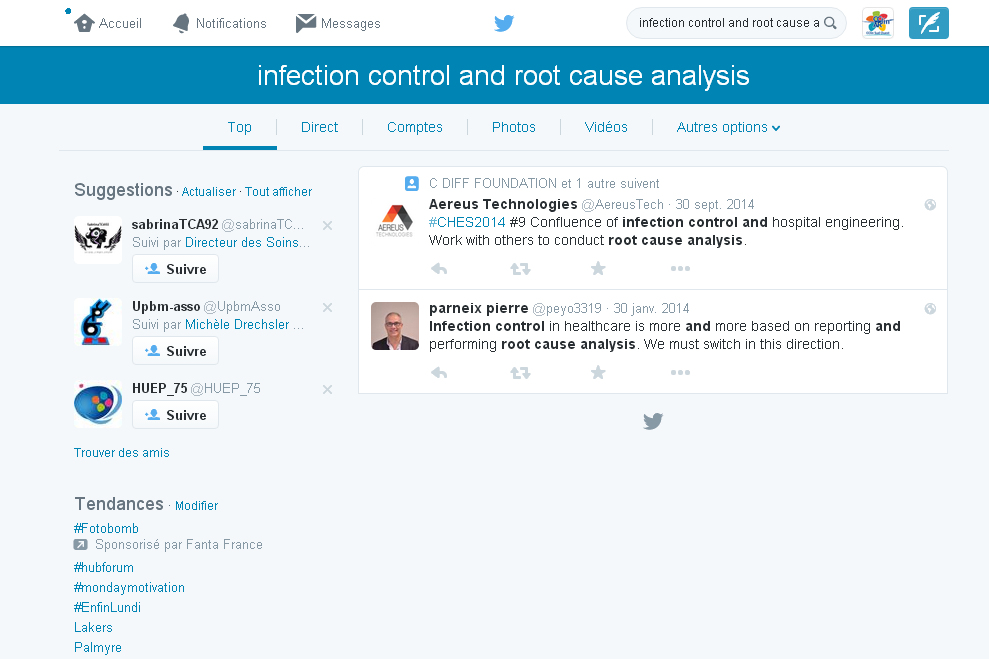 Accueil Notifications Messages infection control and root cause a
infection control and root cause analysis
Top Direct Comptes Photos Vidéos Autres options
Suggestions · Actualiser · Tout afficher
sabrinaTCA92 @sabrinaTC...
Suivi par Directeur des Soins...
Suivre
Upbm-asso @UpbmAsso
Suivi par Michèle Drechsler ...
Suivre
HUEP_75 @HUEP_75
Suivre
Trouver des amis
Tendances · Modifier
#Fotobomb
Sponsorisé par Fanta France
#hubforum
#mondaymotivation
#EnfinLundi
Lakers
Palmyre
C DIFF FOUNDATION et 1 autre suivent
Aereus Technologies @AereusTech · 30 sept. 2014
#CHES2014 #9 Confluence of infection control and hospital engineering.
Work with others to conduct root cause analysis.
AEREUS
TECHNOLOGIES
parneix pierre @peyo3319 · 30 janv. 2014
Infection control in healthcare is more and more based on reporting and
performing root cause analysis. We must switch in this direction.